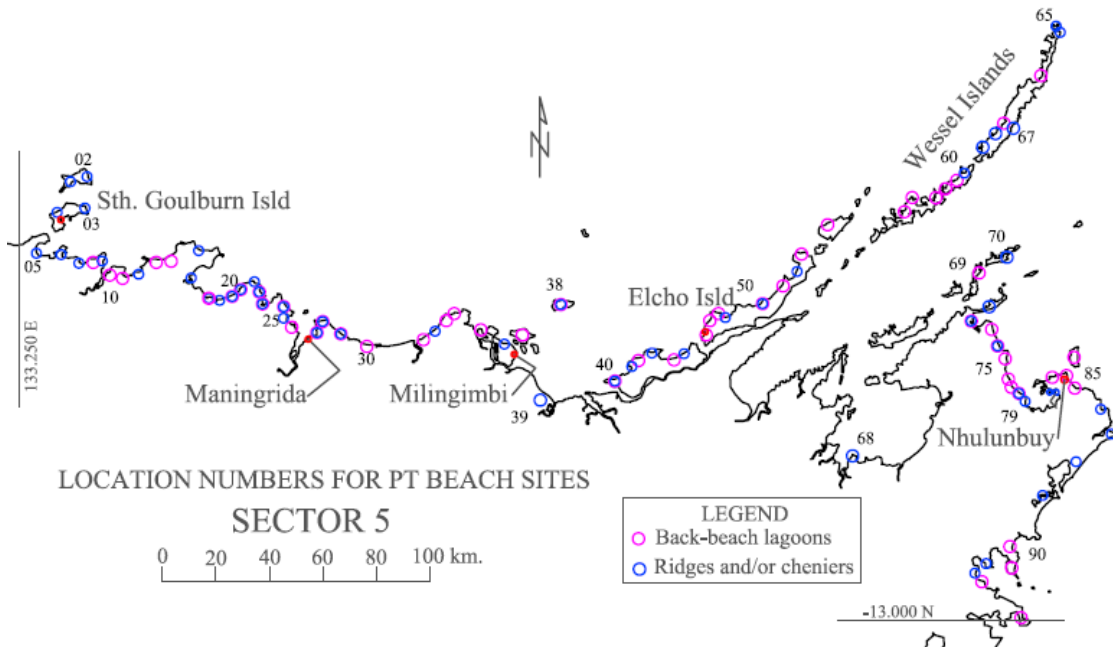 65
Wessel Islands
67
02
60
Sth. Goulburn Isld
N
03
70
05
69
10
38
50
20
Elcho Isld
25
133.250 E
30
75
85
40
Maningrida
Milingimbi
39
79
Nhulunbuy
68
LOCATION NUMBERS FOR PT BEACH SITES
SECTOR 5
LEGEND
Back-beach lagoons
Ridges and/or cheniers
0 20 40 60 80 100 km.
90
-13.000 N